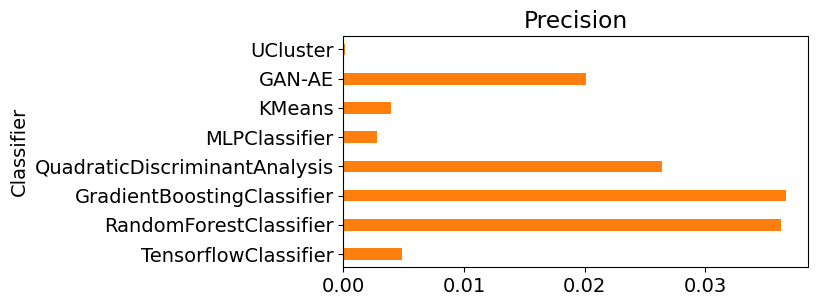 Precision
Classifier
UCluster
GAN-AE
KMeans
MLPClassifier
QuadraticDiscriminantAnalysis
GradientBoostingClassifier
RandomForestClassifier
TensorflowClassifier
0.00 0.01 0.02 0.03